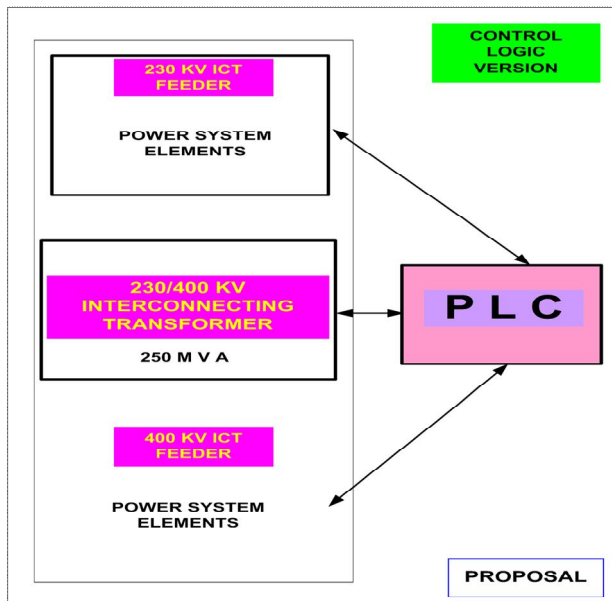 230 KV ICT
FEEDER
POWER SYSTEM
ELEMENTS
CONTROL
LOGIC
VERSION
230/400 KV
INTERCONNECTING
TRANSFORMER
250 M V A
P L C
400 KV ICT
FEEDER
POWER SYSTEM
ELEMENTS
PROPOSAL